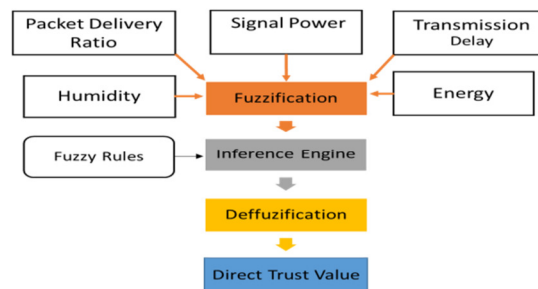 Packet Delivery
Ratio
Signal Power
Transmission
Delay
Humidity
Fuzzification
Energy
Fuzzy Rules
Inference Engine
Deffuzification
Direct Trust Value